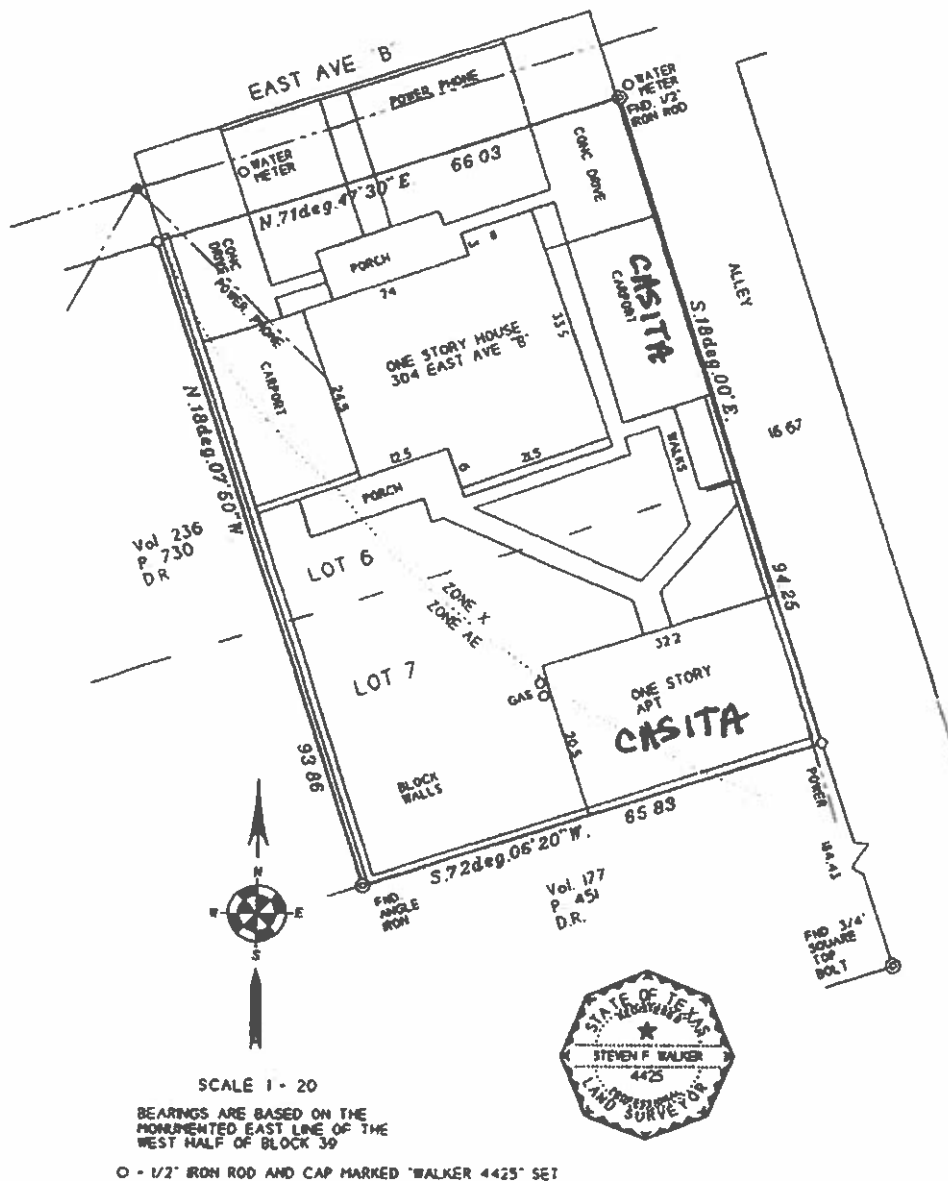 EAST AVE 'B'
POWER PHONE
WATER
METER
FND. 1/2"
IRON ROD
WATER
METER
N.71deg.47'30"E
66 03
CONC DRIVE
CONC
DRIVE
POWER, PHONE
PORCH
CASITA
CARPORT
ALLEY
S.18deg.00'E.
ONE STORY HOUSE
304 EAST AVE 'B'
33.5
CARPORT
24.5
N.18deg.07'50"W
16 67
12.5
21.5
9
WALKS
PORCH
Vol 236
P 730
D R
LOT 6
ZONE X
ZONE AE
94 25
LOT 7
32 2
GAS
ONE STORY
APT
CASITA
20.5
93 86
BLOCK
WALLS
POWER
65 83
S.72deg.06'20"W.
184.43
FND
ANGLE
IRON
Vol. 177
P 451
D.R.
FND 3/4"
SQUARE
TOP
BOLT
N
W
E
S
STATE OF TEXAS
REGISTERED
STEVEN F WALKER
4425
PROFESSIONAL
LAND SURVEYOR
SCALE 1 - 20
BEARINGS ARE BASED ON THE
MONUMENTED EAST LINE OF THE
WEST HALF OF BLOCK 39
O - 1/2" IRON ROD AND CAP MARKED "WALKER 4425" SET